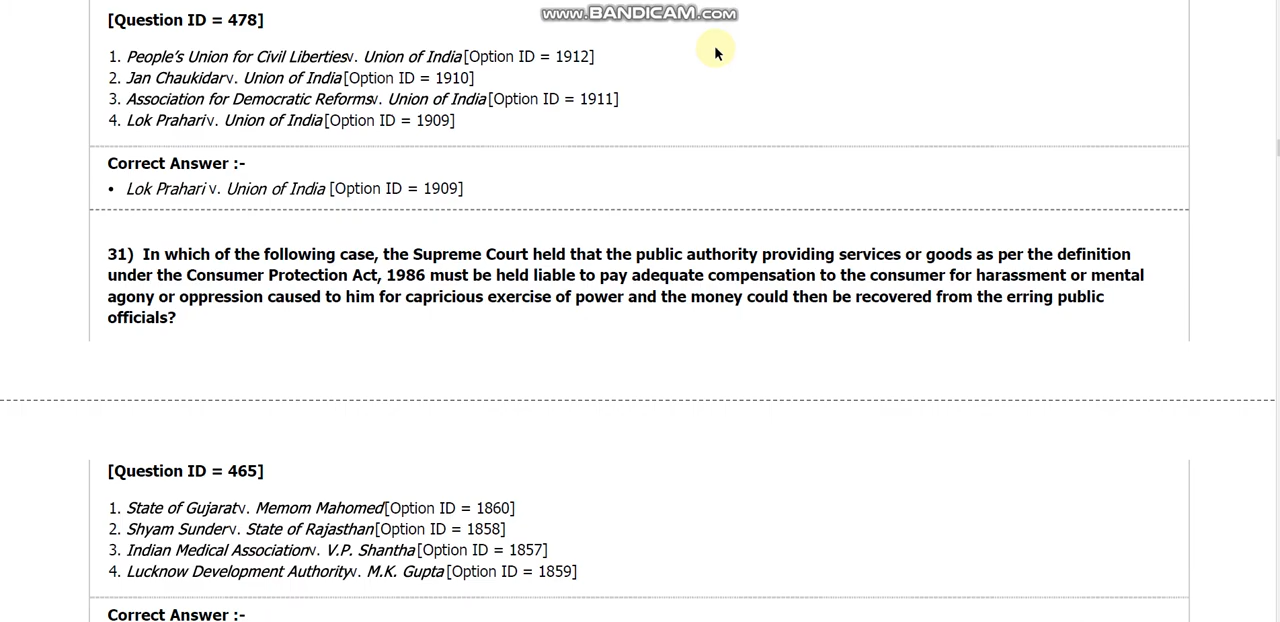 www.BANDICAM.com
[Question ID = 478]
1. People's Union for Civil Libertiesv. Union of India[Option ID = 1912]
2. Jan Chaukidarv. Union of India[Option ID = 1910]
3. Association for Democratic Reformsv. Union of India[Option ID = 1911]
4. Lok Prahariv. Union of India[Option ID = 1909]
Correct Answer :-
• Lok Prahari v. Union of India [Option ID = 1909]
31) In which of the following case, the Supreme Court held that the public authority providing services or goods as per the definition
under the Consumer Protection Act, 1986 must be held liable to pay adequate compensation to the consumer for harassment or mental
agony or oppression caused to him for capricious exercise of power and the money could then be recovered from the erring public
officials?
[Question ID = 465]
1. State of Gujaratv. Memom Mahomed[Option ID = 1860]
2. Shyam Sunderv. State of Rajasthan[Option ID = 1858]
3. Indian Medical Associationv. V.P. Shantha[Option ID = 1857]
4. Lucknow Development Authorityv. M.K. Gupta[Option ID = 1859]
Correct Answer :-